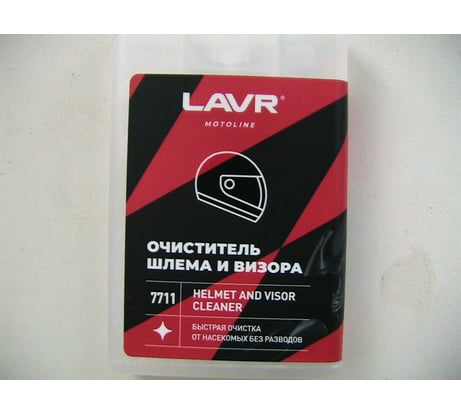 LAVR®
MOTOLINE
ОЧИСТИТЕЛЬ
ШЛЕМА И ВИЗОРА
7711
HELMET AND VISOR
CLEANER
БЫСТРАЯ ОЧИСТКА
ОТ НАСЕКОМЫХ БЕЗ РАЗВОДОВ